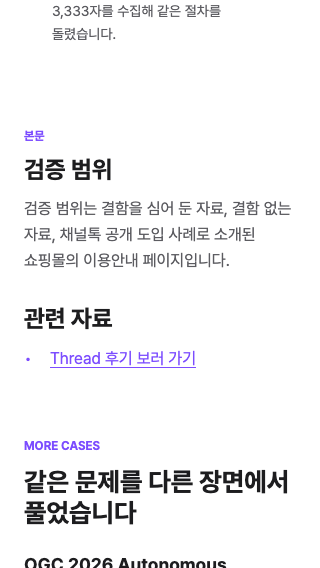 3,333자를 수집해 같은 절차를
돌렸습니다.
본문
검증 범위
검증 범위는 결함을 심어 둔 자료, 결함 없는
자료, 채널톡 공개 도입 사례로 소개된
쇼핑몰의 이용안내 페이지입니다.
관련 자료
• Thread 후기 보러 가기
MORE CASES
같은 문제를 다른 장면에서
풀었습니다
OGC 2026 Autonomous